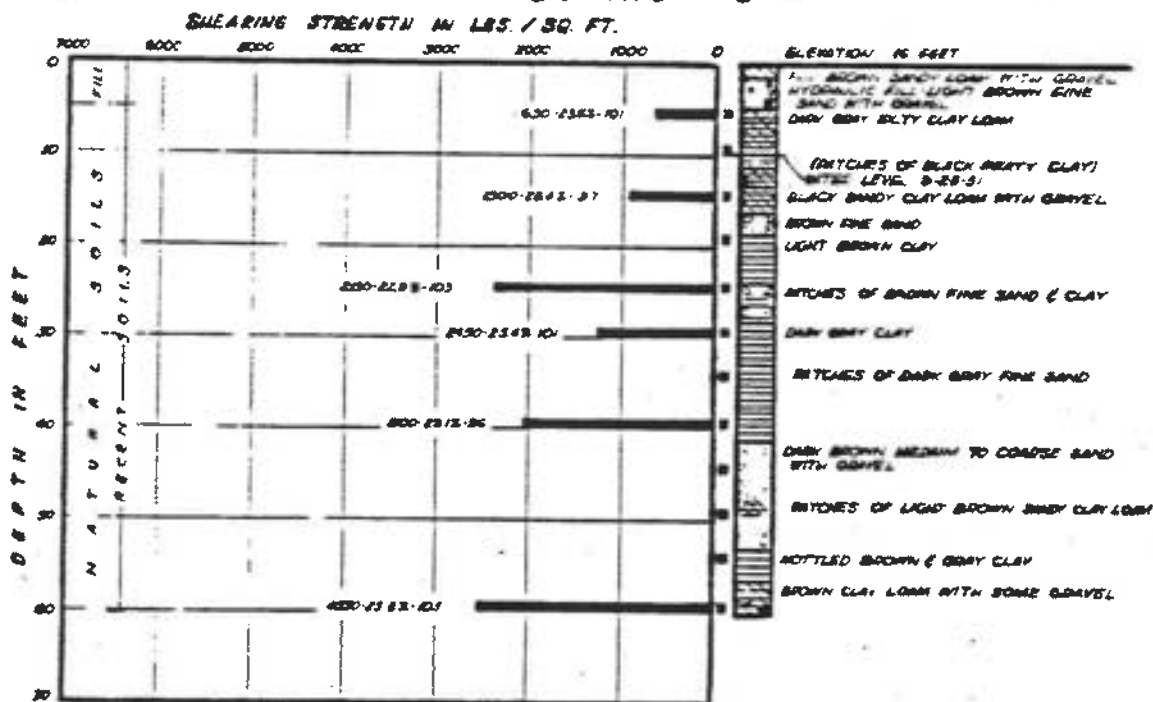 SHEARING STRENGTH IN LBS. / SQ. FT.
7000 6000 5000 4000 3000 2000 1000 0
ELEVATION 16 FEET
0
10
20
30
40
50
60
70
DEPTH IN FEET
FILL
NATURAL SOILS
RECENT SOILS
FILL BROWN SANDY LOAM WITH GRAVEL
HYDRAULIC FILL-LIGHT BROWN FINE
SAND WITH GRAVEL
DARK GRAY SILTY CLAY LOAM
(PATCHES OF BLACK PEATY CLAY)
WATER LEVEL
BLACK SANDY CLAY LOAM WITH GRAVEL
BROWN FINE SAND
LIGHT BROWN CLAY
PATCHES OF BROWN FINE SAND & CLAY
DARK GRAY CLAY
PATCHES OF DARK GRAY FINE SAND
DARK BROWN MEDIUM TO COARSE SAND
WITH GRAVEL
PATCHES OF LIGHT BROWN SANDY CLAY LOAM
MOTTLED BROWN & GRAY CLAY
BROWN CLAY LOAM WITH SOME GRAVEL